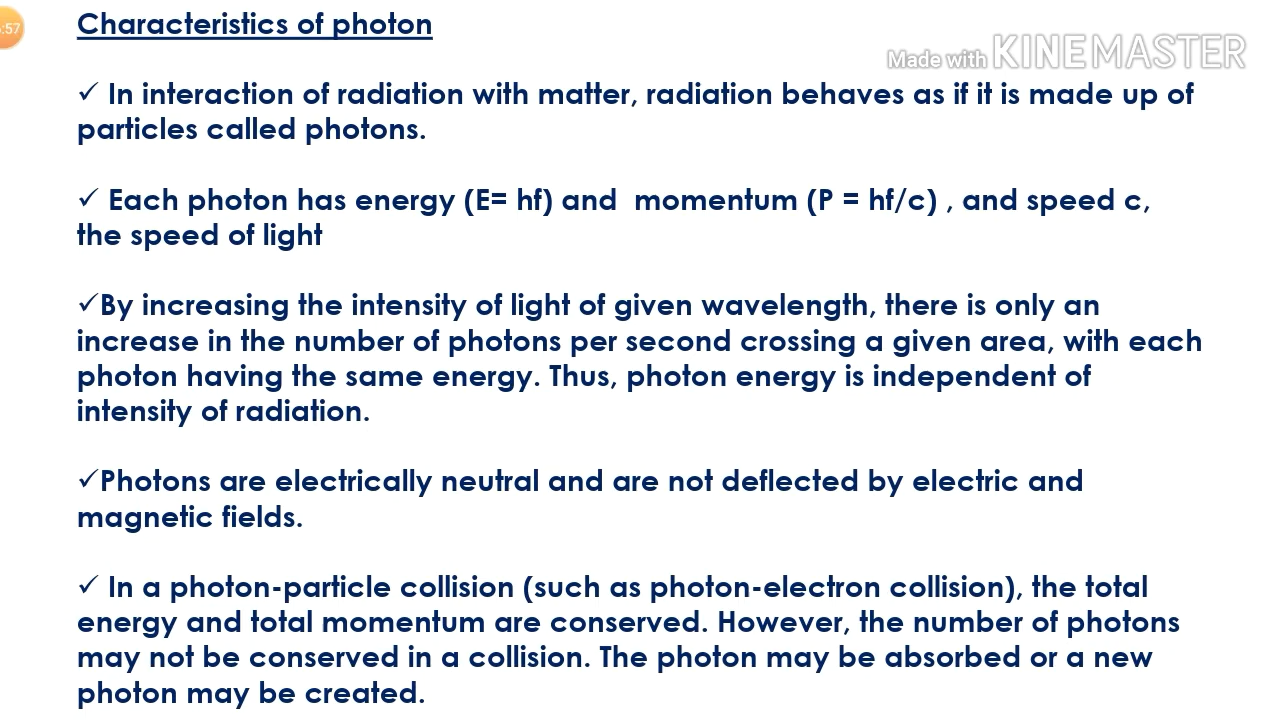 :57
Characteristics of photon
Made with KINEMASTER
✓ In interaction of radiation with matter, radiation behaves as if it is made up of
particles called photons.
✓ Each photon has energy (E= hf) and  momentum (P = hf/c) , and speed c,
the speed of light
✓By increasing the intensity of light of given wavelength, there is only an
increase in the number of photons per second crossing a given area, with each
photon having the same energy. Thus, photon energy is independent of
intensity of radiation.
✓Photons are electrically neutral and are not deflected by electric and
magnetic fields.
✓ In a photon-particle collision (such as photon-electron collision), the total
energy and total momentum are conserved. However, the number of photons
may not be conserved in a collision. The photon may be absorbed or a new
photon may be created.